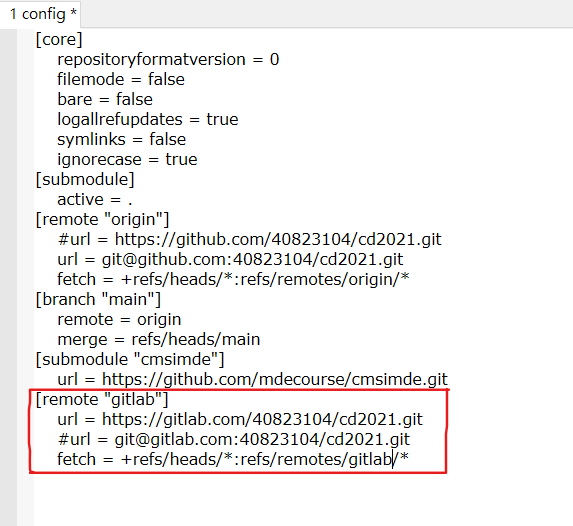 1 config *
[core]
repositoryformatversion = 0
filemode = false
bare = false
logallrefupdates = true
symlinks = false
ignorecase = true
[submodule]
active = .
[remote "origin"]
#url = https://github.com/40823104/cd2021.git
url = git@github.com:40823104/cd2021.git
fetch = +refs/heads/*:refs/remotes/origin/*
[branch "main"]
remote = origin
merge = refs/heads/main
[submodule "cmsimde"]
url = https://github.com/mdecourse/cmsimde.git
[remote "gitlab"]
url = https://gitlab.com/40823104/cd2021.git
#url = git@gitlab.com:40823104/cd2021.git
fetch = +refs/heads/*:refs/remotes/gitlab/*